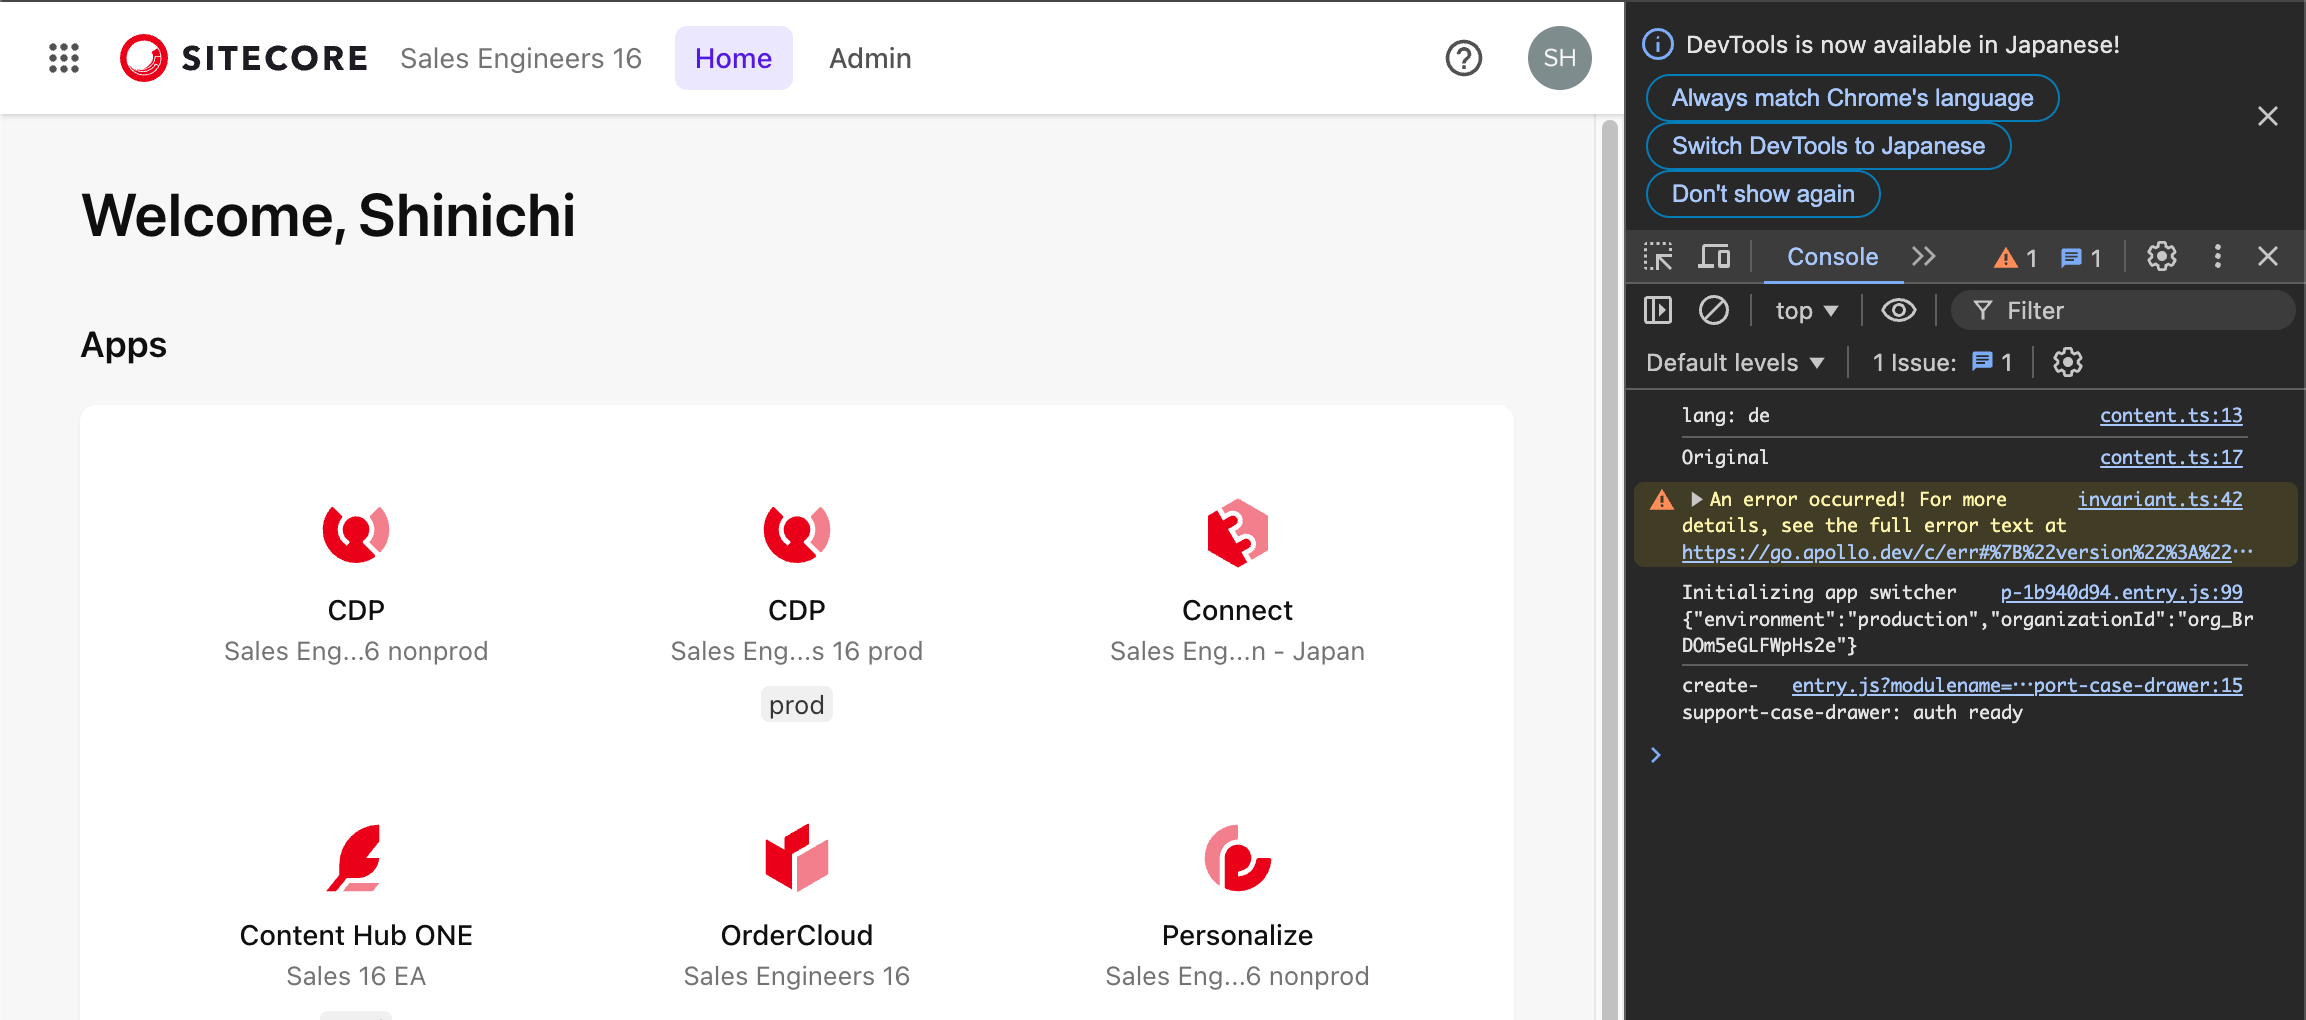 SITECORE
Sales Engineers 16
Home
Admin
SH
Welcome, Shinichi
Apps
CDP
Sales Eng...6 nonprod
CDP
Sales Eng...s 16 prod
prod
Connect
Sales Eng...n - Japan
Content Hub ONE
Sales 16 EA
OrderCloud
Sales Engineers 16
Personalize
Sales Eng...6 nonprod
DevTools is now available in Japanese!
Always match Chrome's language
Switch DevTools to Japanese
Don't show again
Console
1
1
top
Filter
Default levels
1 Issue:
1
lang: de
content.ts:13
Original
content.ts:17
An error occurred! For more
invariant.ts:42
details, see the full error text at
https://go.apollo.dev/c/err#%7B%22version%22%3A%22…
Initializing app switcher
p-1b940d94.entry.js:99
{"environment":"production","organizationId":"org_Br
DOm5eGLFWpHs2e"}
create-
entry.js?modulename=…port-case-drawer:15
support-case-drawer: auth ready